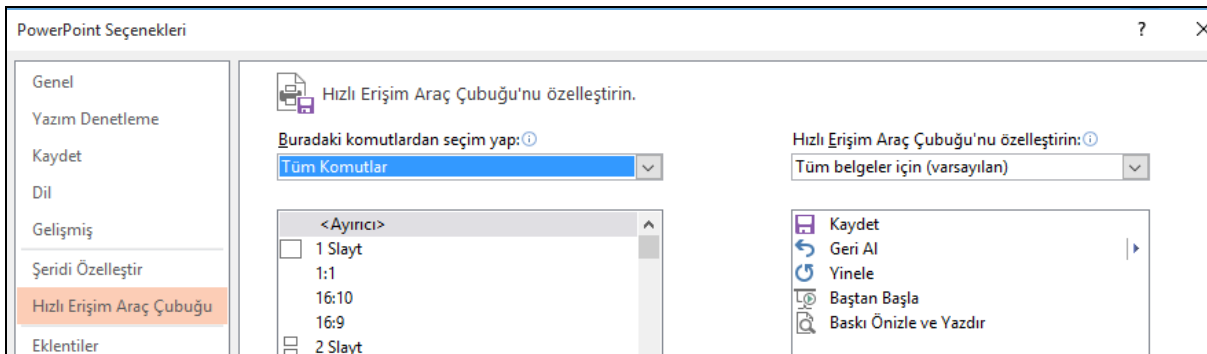 PowerPoint Seçenekleri
?
Genel
Yazım Denetleme
Kaydet
Dil
Gelişmiş
Şeridi Özelleştir
Hızlı Erişim Araç Çubuğu
Eklentiler
Hızlı Erişim Araç Çubuğu'nu özelleştirin.
Buradaki komutlardan seçim yap:
Tüm Komutlar
<Ayırıcı>
1 Slayt
1:1
16:10
16:9
2 Slayt
Hızlı Erişim Araç Çubuğu'nu özelleştirin:
Tüm belgeler için (varsayılan)
Kaydet
Geri Al
Yinele
Baştan Başla
Baskı Önizle ve Yazdır